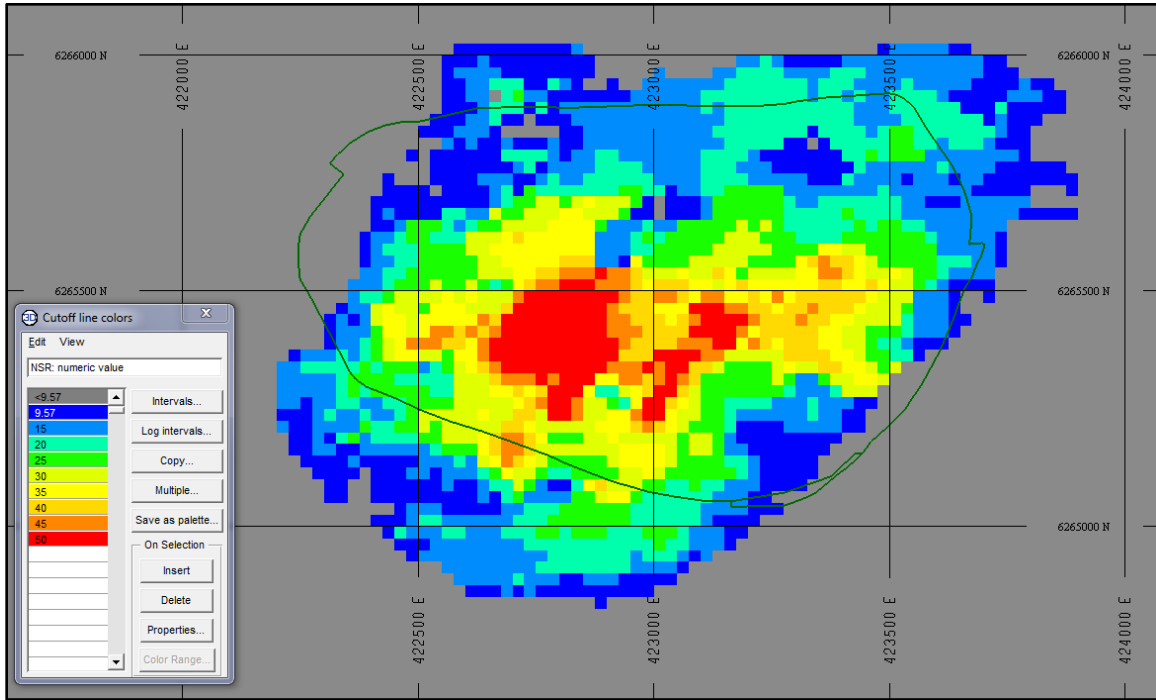 422000 E
422500 E
423000 E
423500 E
424000 E
6266000 N
6266000 N
6265500 N
6265500 N
6265000 N
422500 E
423000 E
423500 E
424000 E
3D Cutoff line colors
Edit View
NSR: numeric value
<9.57
9.57
15
20
25
30
35
40
45
50
Intervals...
Log intervals...
Copy...
Multiple...
Save as palette...
On Selection
Insert
Delete
Properties...
Color Range...